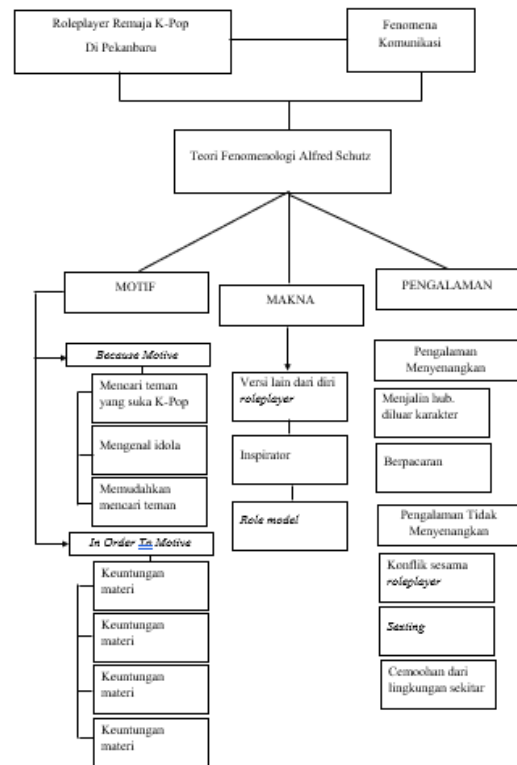 Roleplayer Remaja K-Pop
Di Pekanbaru
Fenomena
Komunikasi
Teori Fenomenologi Alfred Schutz
MOTIF
MAKNA
PENGALAMAN
Because Motive
Mencari teman
yang suka K-Pop
Mengenal idola
Memudahkan
mencari teman
In Order To Motive
Keuntungan
materi
Keuntungan
materi
Keuntungan
materi
Keuntungan
materi
Versi lain dari diri
roleplayer
Inspirator
Role model
Pengalaman
Menyenangkan
Menjalin hub.
diluar karakter
Berpacaran
Pengalaman Tidak
Menyenangkan
Konflik sesama
roleplayer
Sexting
Cemoohan dari
lingkungan sekitar